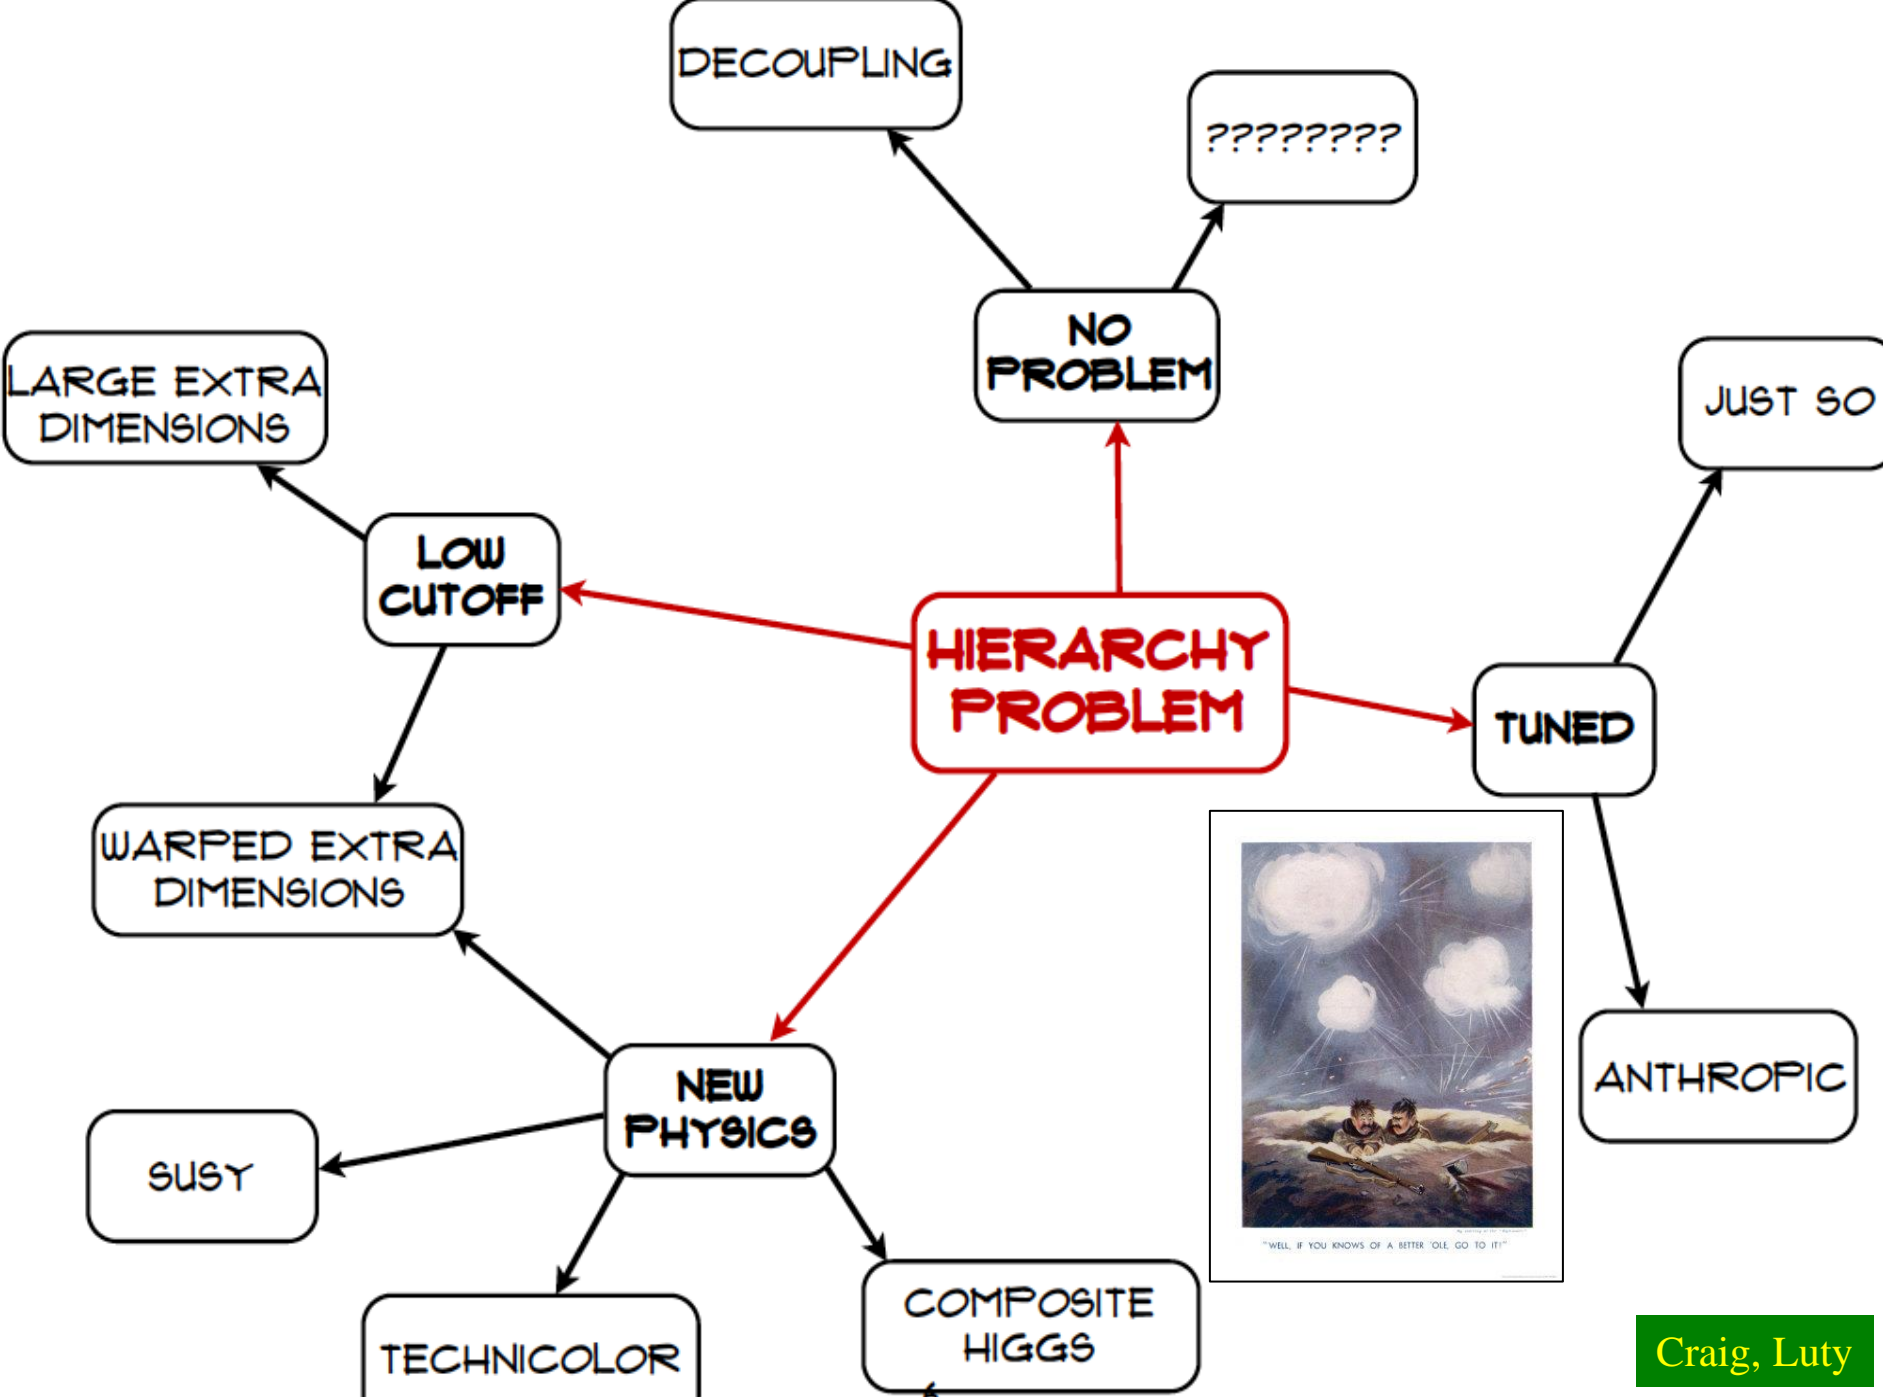 DECOUPLING
????????
NO
PROBLEM
LARGE EXTRA
DIMENSIONS
JUST SO
LOW
CUTOFF
HIERARCHY
PROBLEM
TUNED
WARPED EXTRA
DIMENSIONS
NEW
PHYSICS
ANTHROPIC
SUSY
"WELL, IF YOU KNOWS OF A BETTER 'OLE, GO TO IT!"
COMPOSITE
HIGGS
TECHNICOLOR
Craig, Luty